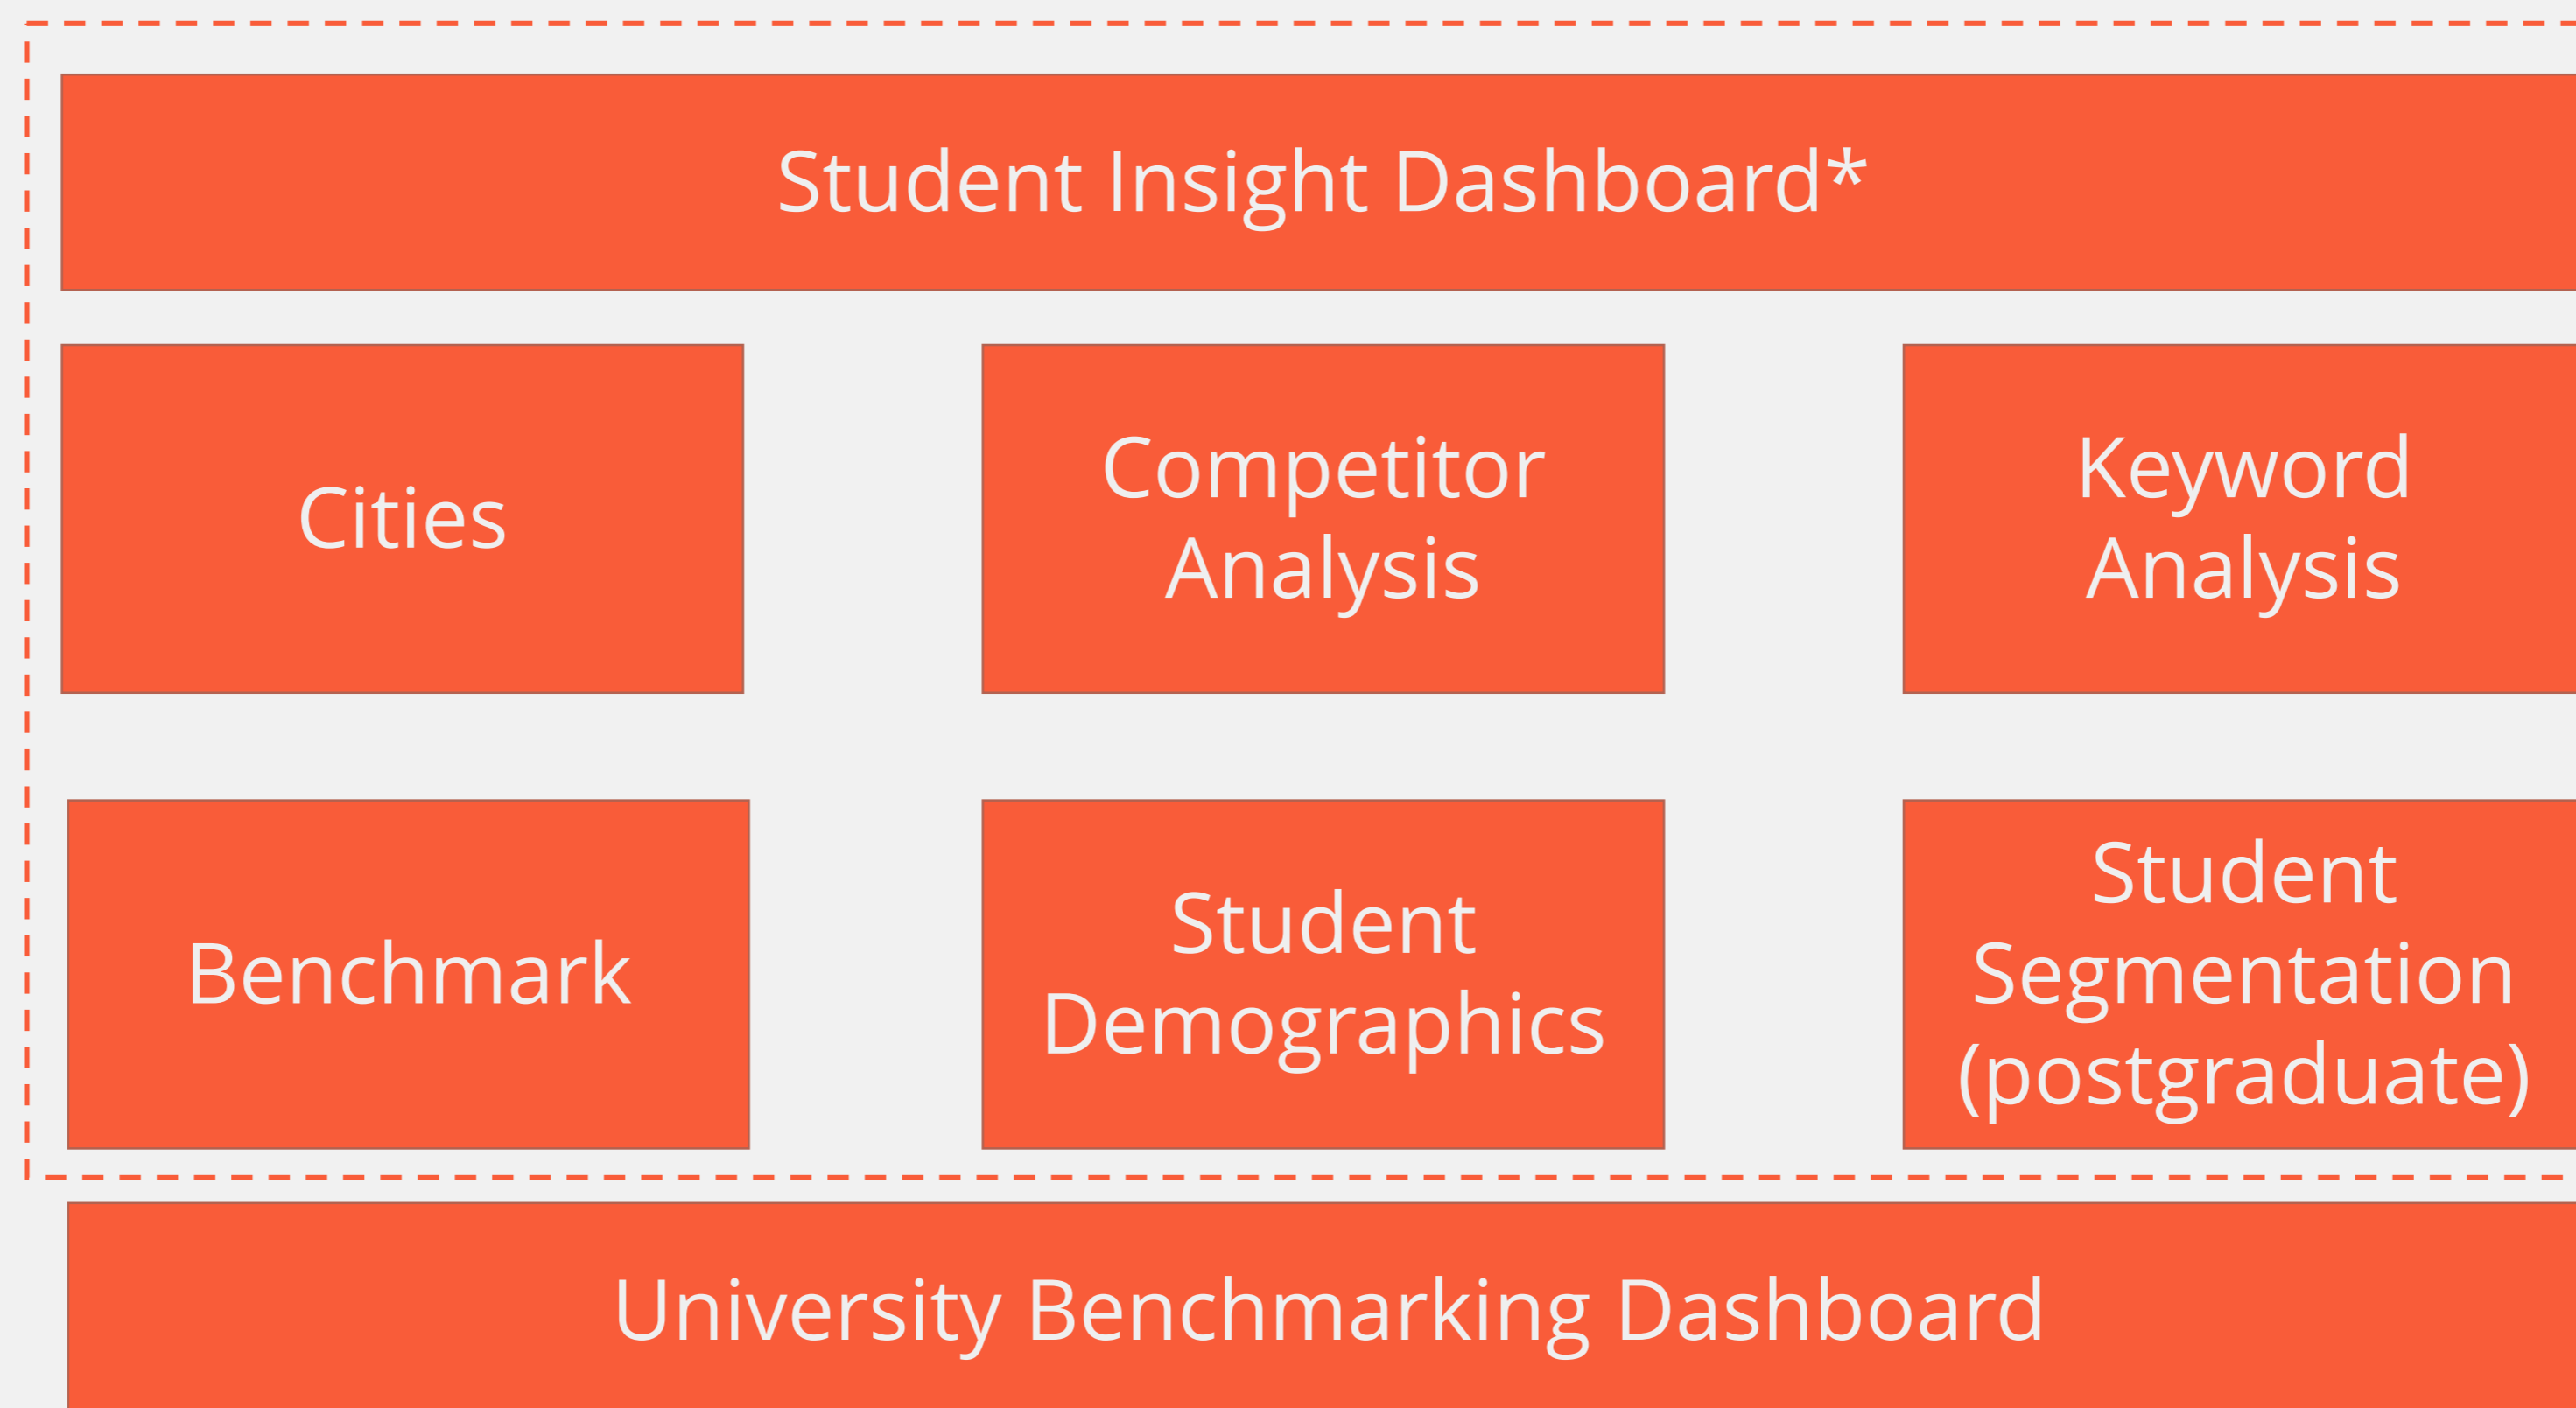 Student Insight Dashboard*
Cities
Competitor
Analysis
Keyword
Analysis
Benchmark
Student
Demographics
Student
Segmentation
(postgraduate)
University Benchmarking Dashboard